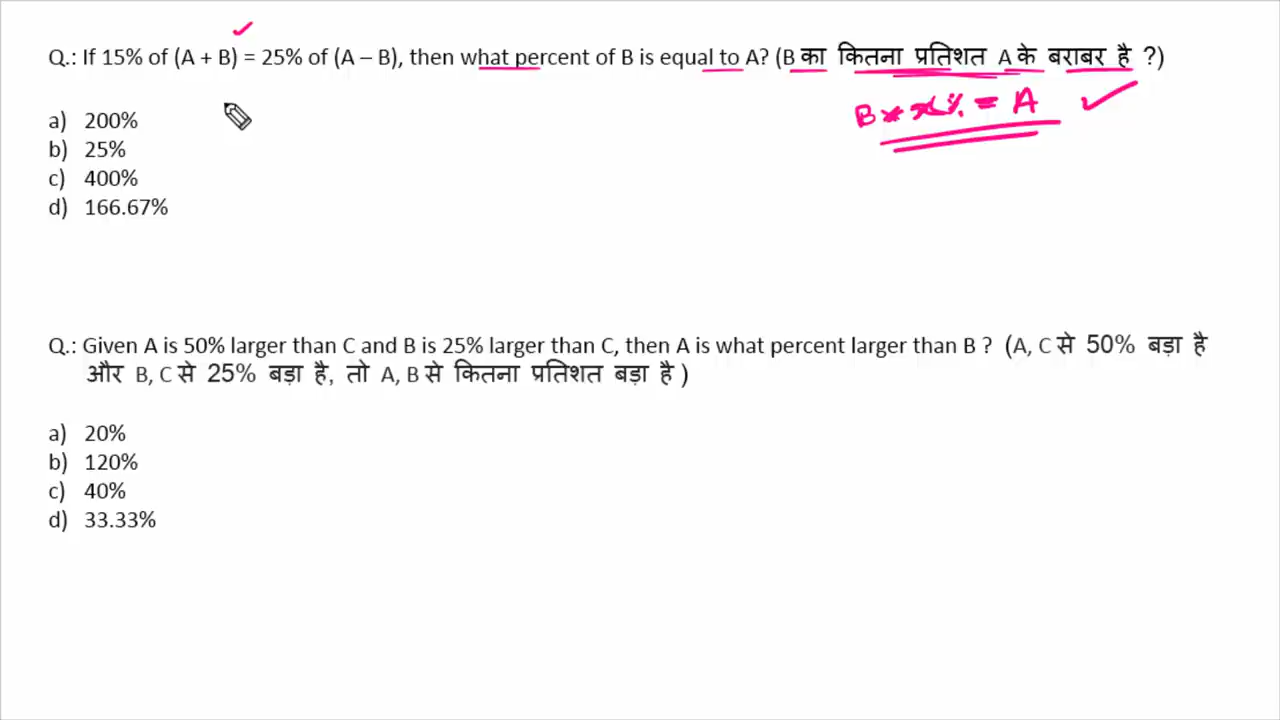 Q.: If 15% of (A + B) = 25% of (A – B), then what percent of B is equal to A? (B का कितना प्रतिशत A के बराबर है ?)
B * x% = A
a) 200%
b) 25%
c) 400%
d) 166.67%
Q.: Given A is 50% larger than C and B is 25% larger than C, then A is what percent larger than B ? (A, C से 50% बड़ा है
और B, C से 25% बड़ा है, तो A, B से कितना प्रतिशत बड़ा है )
a) 20%
b) 120%
c) 40%
d) 33.33%